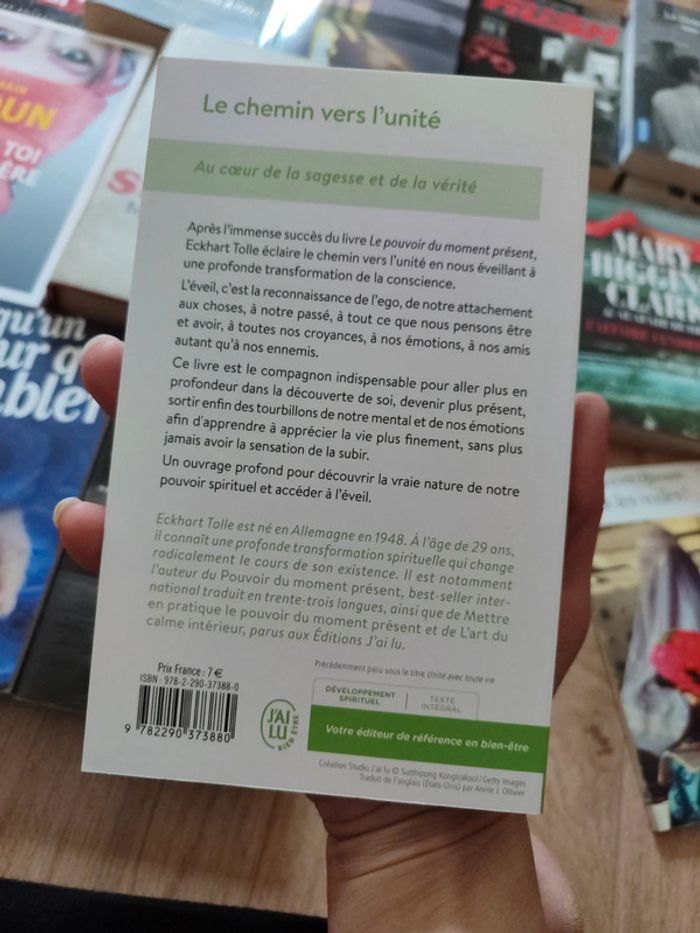 Le chemin vers l'unité
Au cœur de la sagesse et de la vérité
Après l'immense succès du livre Le pouvoir du moment présent,
Eckhart Tolle éclaire le chemin vers l'unité en nous éveillant à
une profonde transformation de la conscience.
L'éveil, c'est la reconnaissance de l'ego, de notre attachement
aux choses, à notre passé, à tout ce que nous pensons être
et avoir, à toutes nos croyances, à nos émotions, à nos amis
autant qu'à nos ennemis.
Ce livre est le compagnon indispensable pour aller plus en
profondeur dans la découverte de soi, devenir plus présent,
sortir enfin des tourbillons de notre mental et de nos émotions
afin d'apprendre à apprécier la vie plus finement, sans plus
jamais avoir la sensation de la subir.
Un ouvrage profond pour découvrir la vraie nature de notre
pouvoir spirituel et accéder à l'éveil.
Eckhart Tolle est né en Allemagne en 1948. À l'âge de 29 ans,
il connaît une profonde transformation spirituelle qui change
radicalement le cours de son existence. Il est notamment
l'auteur du Pouvoir du moment présent, best-seller inter-
national traduit en trente-trois langues, ainsi que de Mettre
en pratique le pouvoir du moment présent et de L'art du
calme intérieur, parus aux Éditions J'ai lu.
Prix France : 7 €
ISBN : 978-2-290-37388-0
9 782290 373880
J'AI
LU
BIEN ÊTRE
Précédemment paru sous le titre Unité avec toute vie
DÉVELOPPEMENT
SPIRITUEL
TEXTE
INTÉGRAL
Votre éditeur de référence en bien-être
Création Studio J'ai lu © Sutthipong Kongtrakool / Getty Images
Traduit de l'anglais (États-Unis) par Annie J. Ollivier
TOI
MARY
HIGGINS
CLARK